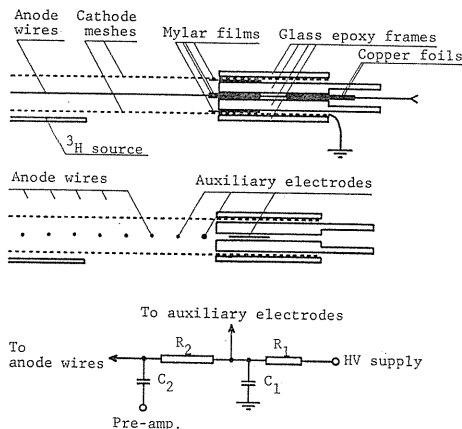 Anode wires
Cathode meshes
Mylar films
Glass epoxy frames
Copper foils
³H source
Anode wires
Auxiliary electrodes
To auxiliary electrodes
To anode wires
R₂
R₁
HV supply
C₂
C₁
Pre-amp.